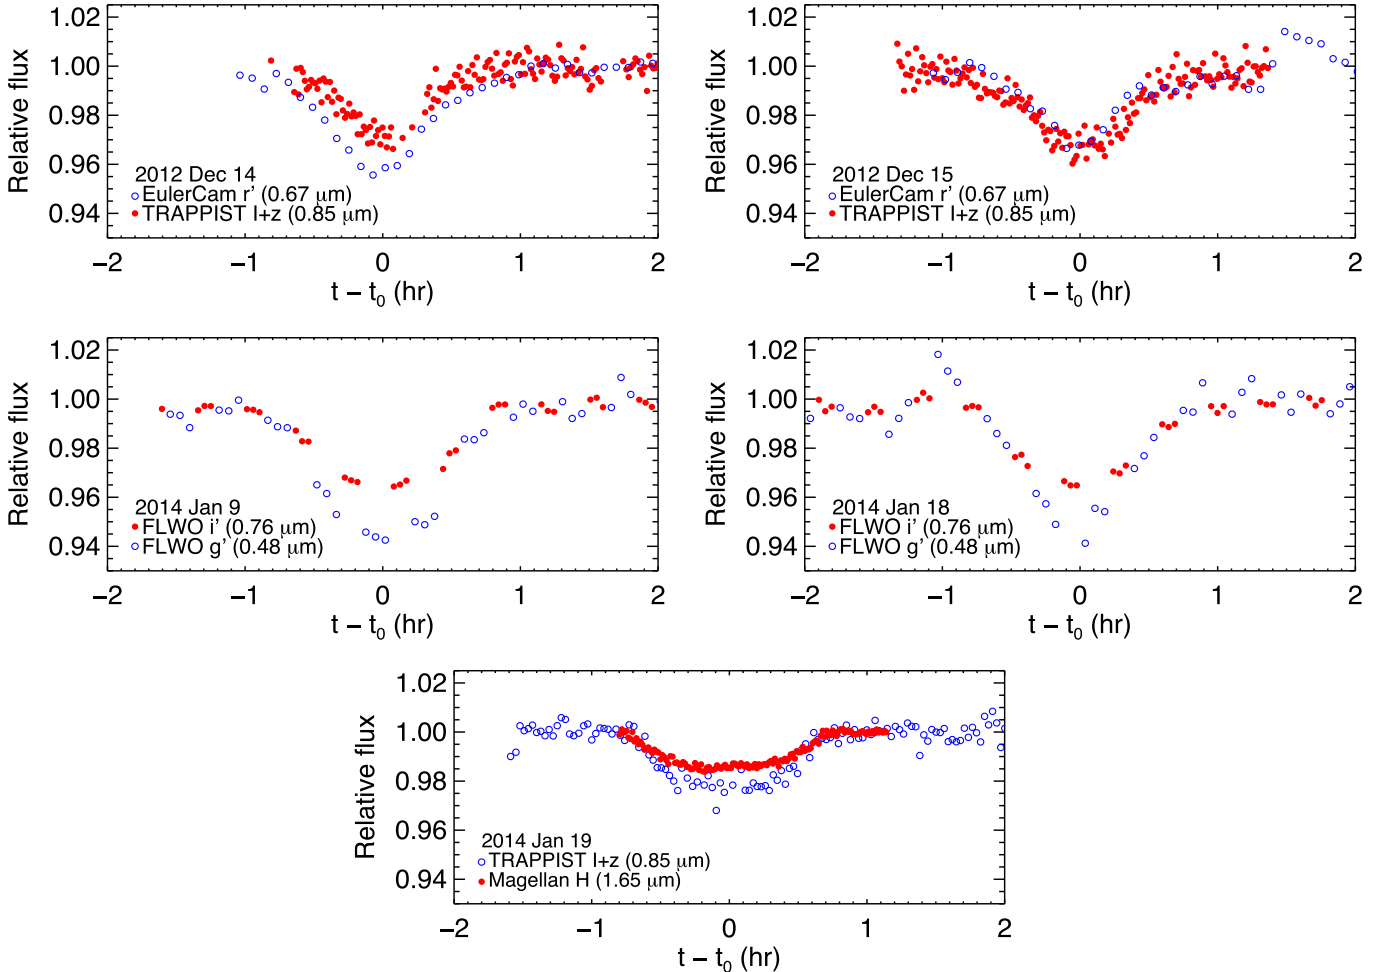 1.02
1.00
0.98
0.96
0.94
Relative flux
2012 Dec 14
EulerCam r’ (0.67 μm)
TRAPPIST I+z (0.85 μm)
−2 −1 0 1 2
t − t₀ (hr)
1.02
1.00
0.98
0.96
0.94
Relative flux
2012 Dec 15
EulerCam r’ (0.67 μm)
TRAPPIST I+z (0.85 μm)
−2 −1 0 1 2
t − t₀ (hr)
1.02
1.00
0.98
0.96
0.94
Relative flux
2014 Jan 9
FLWO i’ (0.76 μm)
FLWO g’ (0.48 μm)
−2 −1 0 1 2
t − t₀ (hr)
1.02
1.00
0.98
0.96
0.94
Relative flux
2014 Jan 18
FLWO i’ (0.76 μm)
FLWO g’ (0.48 μm)
−2 −1 0 1 2
t − t₀ (hr)
1.02
1.00
0.98
0.96
0.94
Relative flux
2014 Jan 19
TRAPPIST I+z (0.85 μm)
Magellan H (1.65 μm)
−2 −1 0 1 2
t − t₀ (hr)